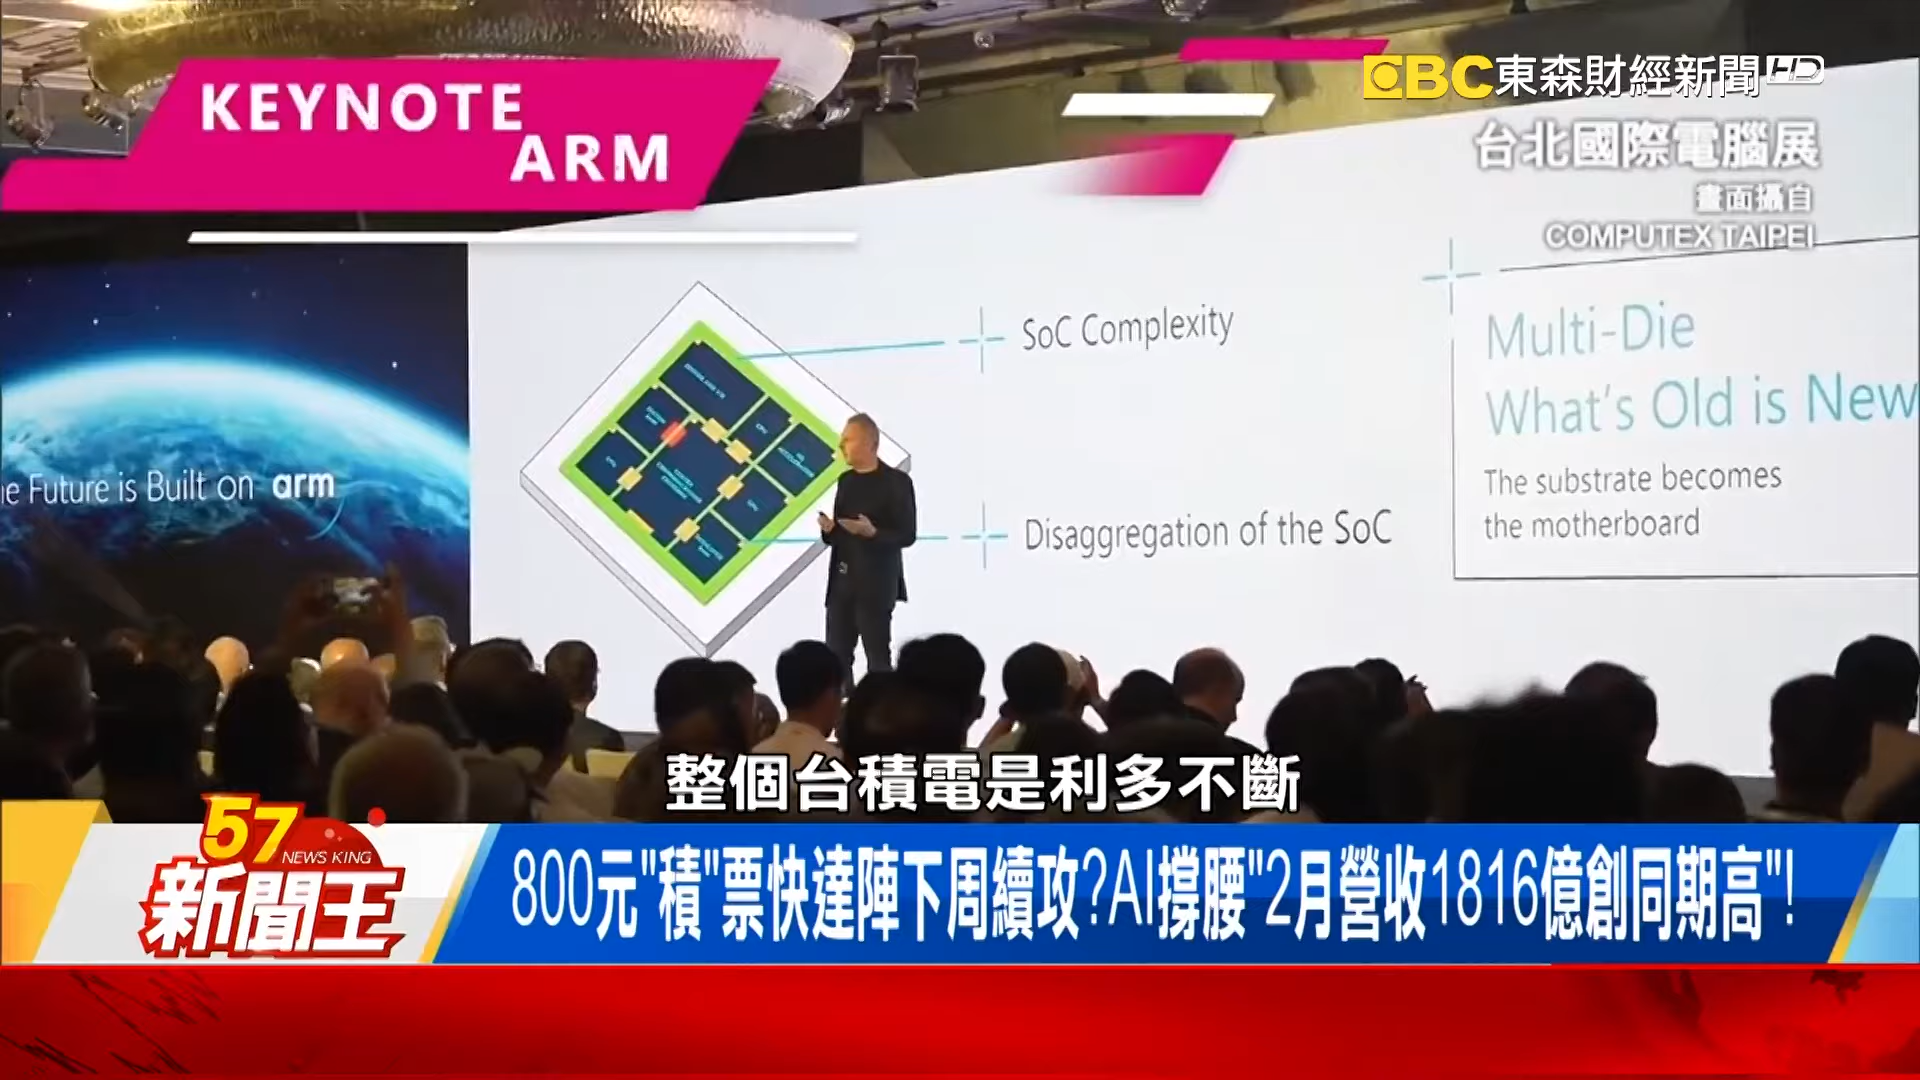 KEYNOTE
ARM
EBC東森財經新聞HD
台北國際電腦展
畫面攝自
COMPUTEX TAIPEI
SoC Complexity
Multi-Die
What's Old is New
The substrate becomes
the motherboard
e Future is Built on arm
Disaggregation of the SoC
整個台積電是利多不斷
57
NEWS KING
新聞王
800元"積"票快達陣下周續攻?AI撐腰"2月營收1816億創同期高"!